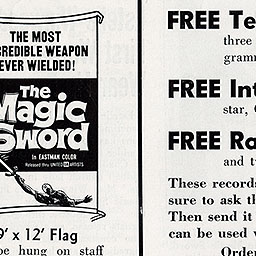 THE MOST
CREDIBLE WEAPON
EVER WIELDED!
The
Magic
Sword
In EASTMAN COLOR
Released thru UNITED UA ARTISTS
9' x 12' Flag
be hung on staff
FREE Te
three
gramm
FREE Int
star, 
FREE Ra
and t
These records
sure to ask th
Then send it
can be used v
Order